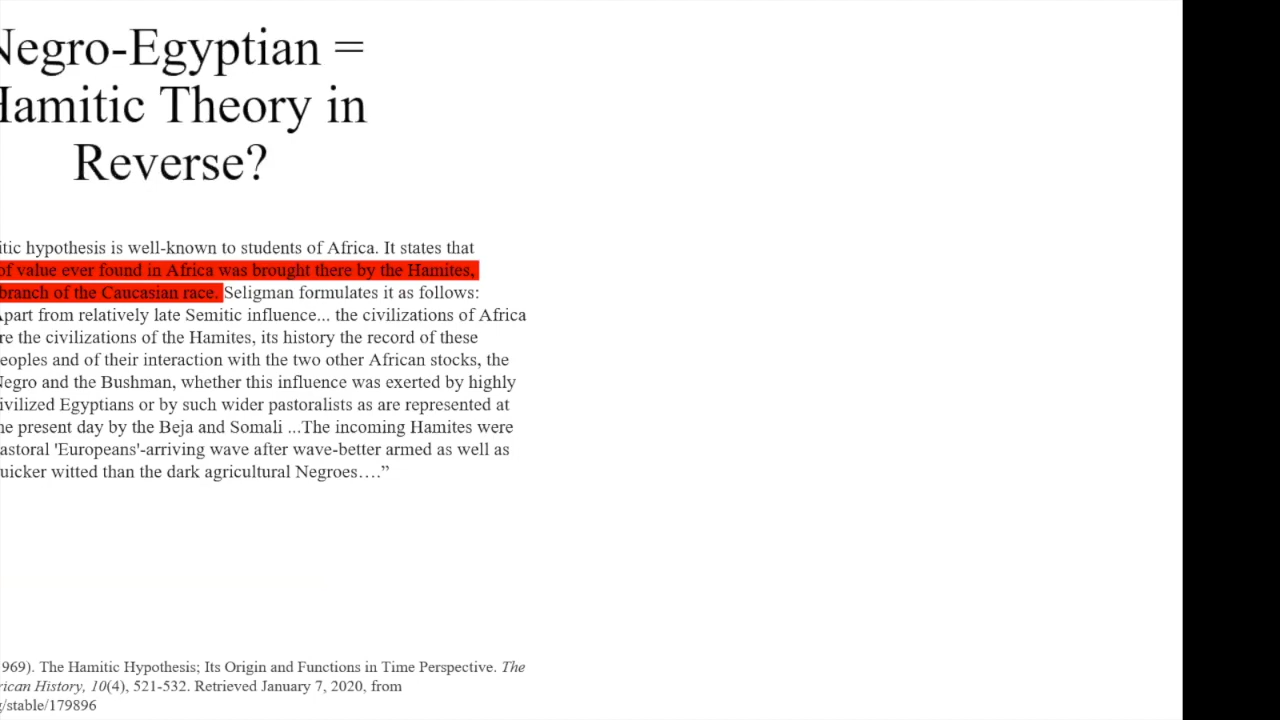 Negro-Egyptian =
Hamitic Theory in
Reverse?
itic hypothesis is well-known to students of Africa. It states that
of value ever found in Africa was brought there by the Hamites,
branch of the Caucasian race. Seligman formulates it as follows:
Apart from relatively late Semitic influence... the civilizations of Africa
re the civilizations of the Hamites, its history the record of these
eoples and of their interaction with the two other African stocks, the
Negro and the Bushman, whether this influence was exerted by highly
ivilized Egyptians or by such wider pastoralists as are represented at
he present day by the Beja and Somali ...The incoming Hamites were
astoral 'Europeans'-arriving wave after wave-better armed as well as
uicker witted than the dark agricultural Negroes….”
969). The Hamitic Hypothesis; Its Origin and Functions in Time Perspective. The
rican History, 10(4), 521-532. Retrieved January 7, 2020, from
g/stable/179896